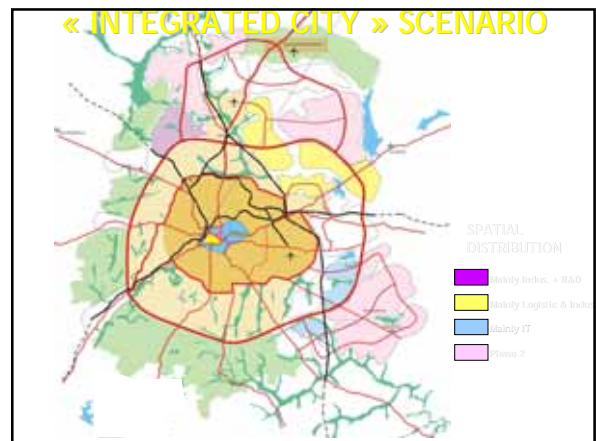 « INTEGRATED CITY » SCENARIO
SPATIAL
DISTRIBUTION
Mainly Indus. + R&D
Mainly Logistic & Indus
Mainly IT
Phase 2